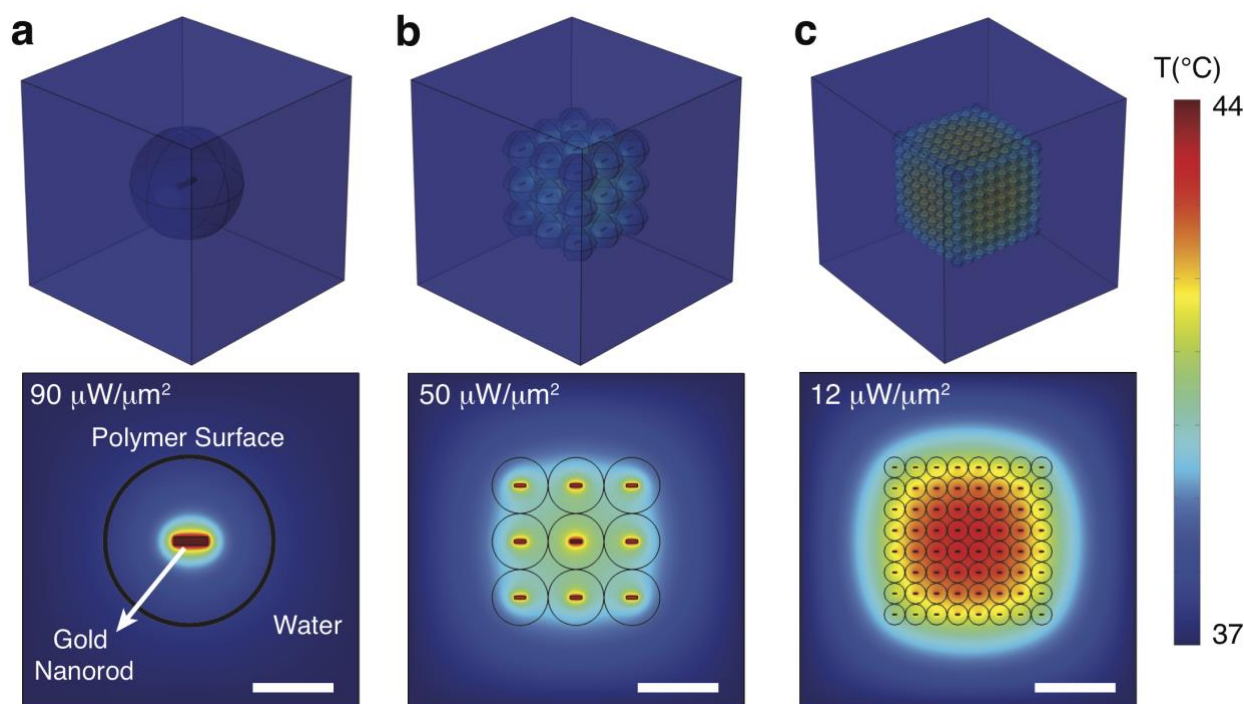 a
b
c
T(°C)
44
37
90 μW/μm²
Polymer Surface
Gold
Nanorod
Water
50 μW/μm²
12 μW/μm²